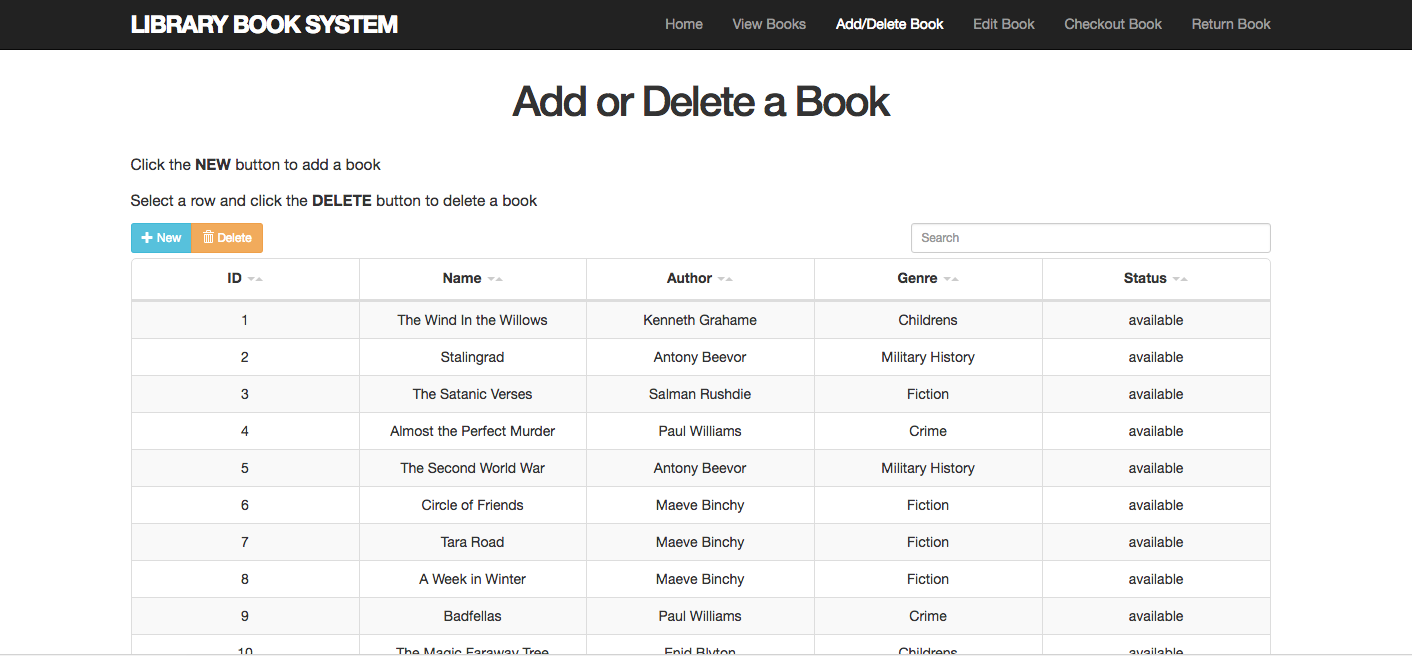 LIBRARY BOOK SYSTEM Home View Books Add/Delete Book Edit Book Checkout Book Return Book
Add or Delete a Book
Click the NEW button to add a book
Select a row and click the DELETE button to delete a book
New Delete Search
ID Name Author Genre Status
1 The Wind In the Willows Kenneth Grahame Childrens available
2 Stalingrad Antony Beevor Military History available
3 The Satanic Verses Salman Rushdie Fiction available
4 Almost the Perfect Murder Paul Williams Crime available
5 The Second World War Antony Beevor Military History available
6 Circle of Friends Maeve Binchy Fiction available
7 Tara Road Maeve Binchy Fiction available
8 A Week in Winter Maeve Binchy Fiction available
9 Badfellas Paul Williams Crime available
10 The Magic Faraway Tree Enid Blyton Childrens available